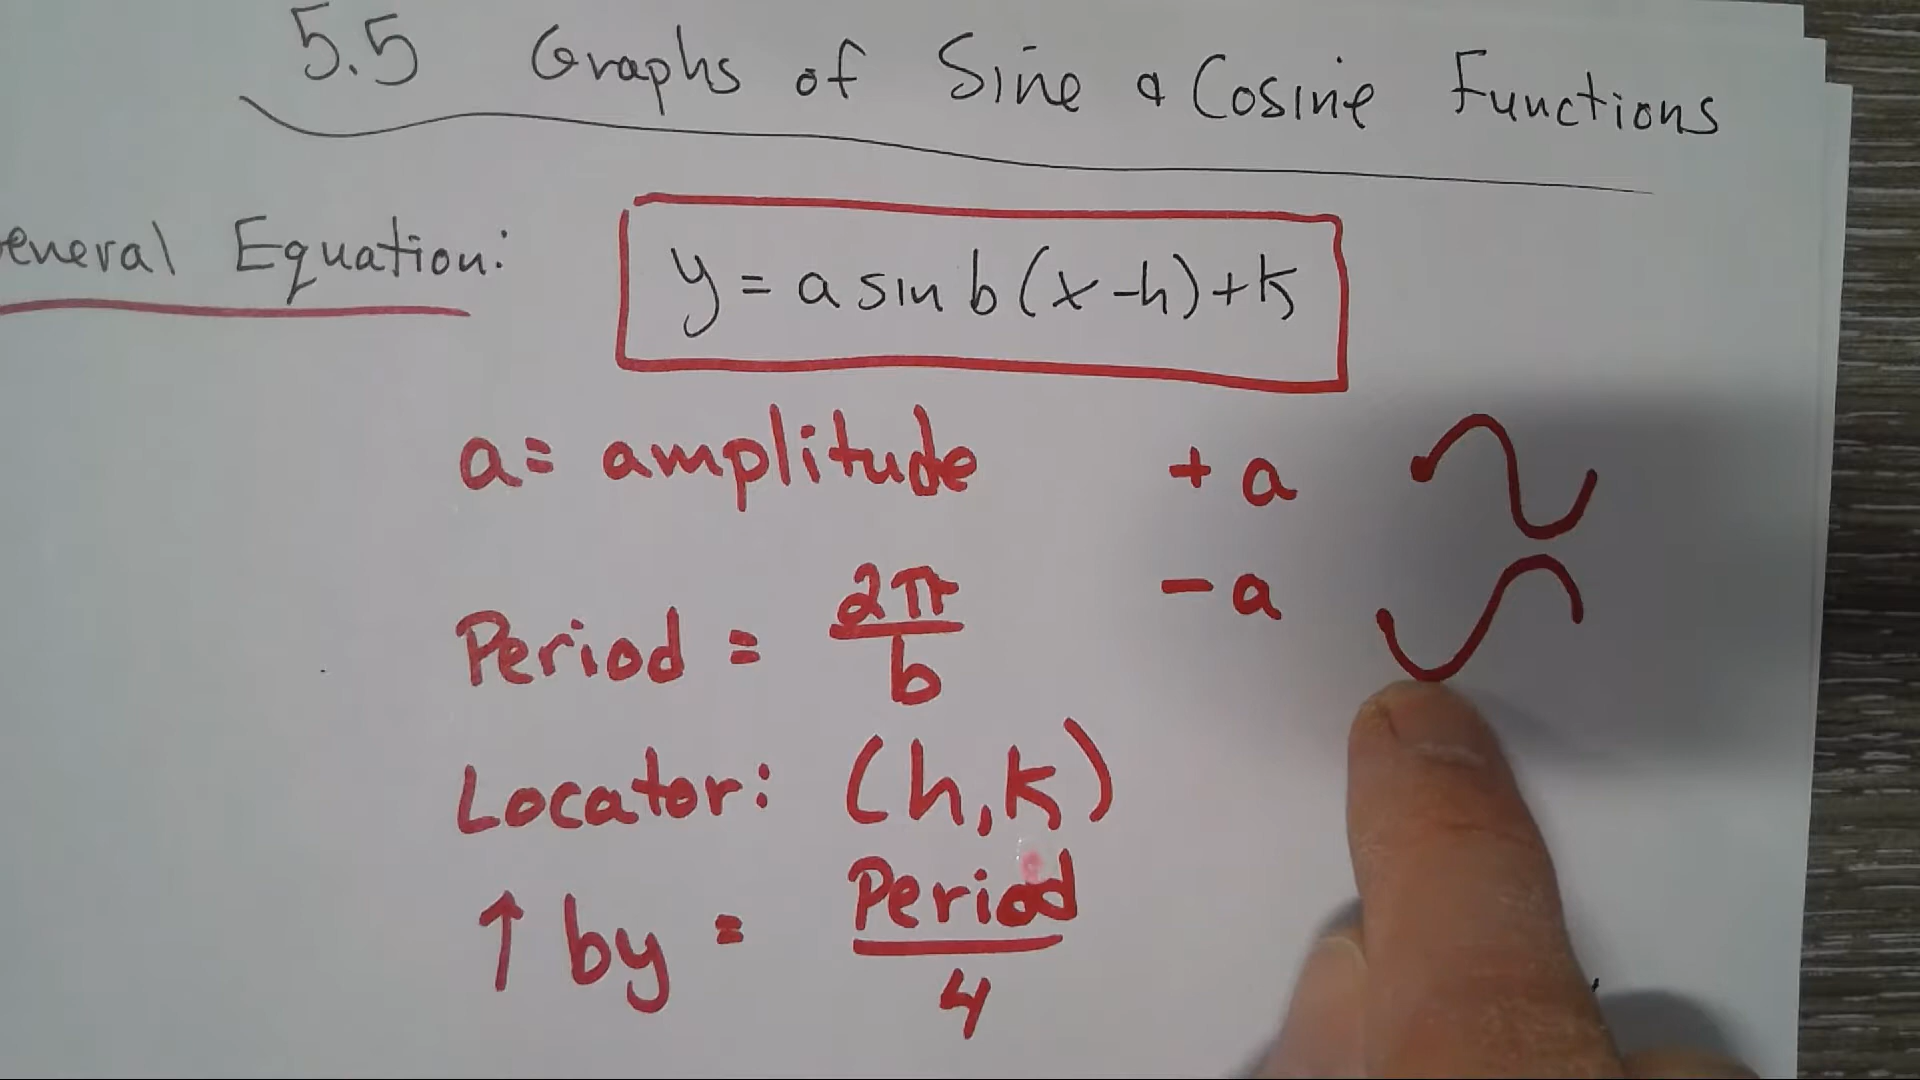 5.5 Graphs of Sine & Cosine Functions
eneral Equation:
y = a sin b (x-h) + k
a = amplitude + a
- a
Period = 2π/b
Locator: (h,k)
↑ by = Period/4